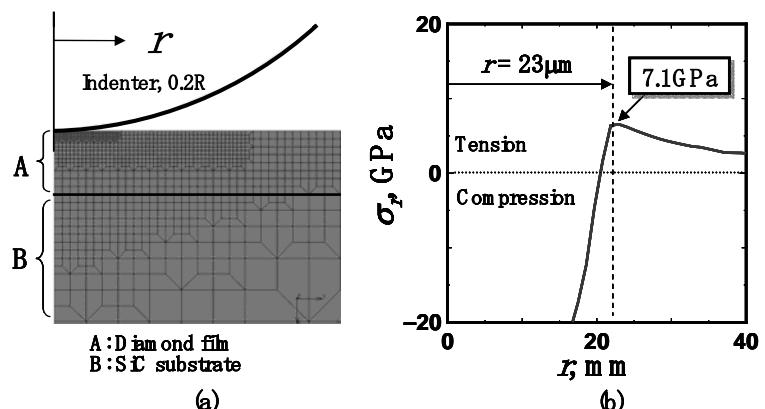 (a)
r
Indenter, 0.2R
A
B
A : Diamond film
B : SiC substrate
(a)
(b)
20
r = 23μm
7.1GPa
Tension
0
Compression
σr, GPa
−20
0
20
40
r, mm
(b)